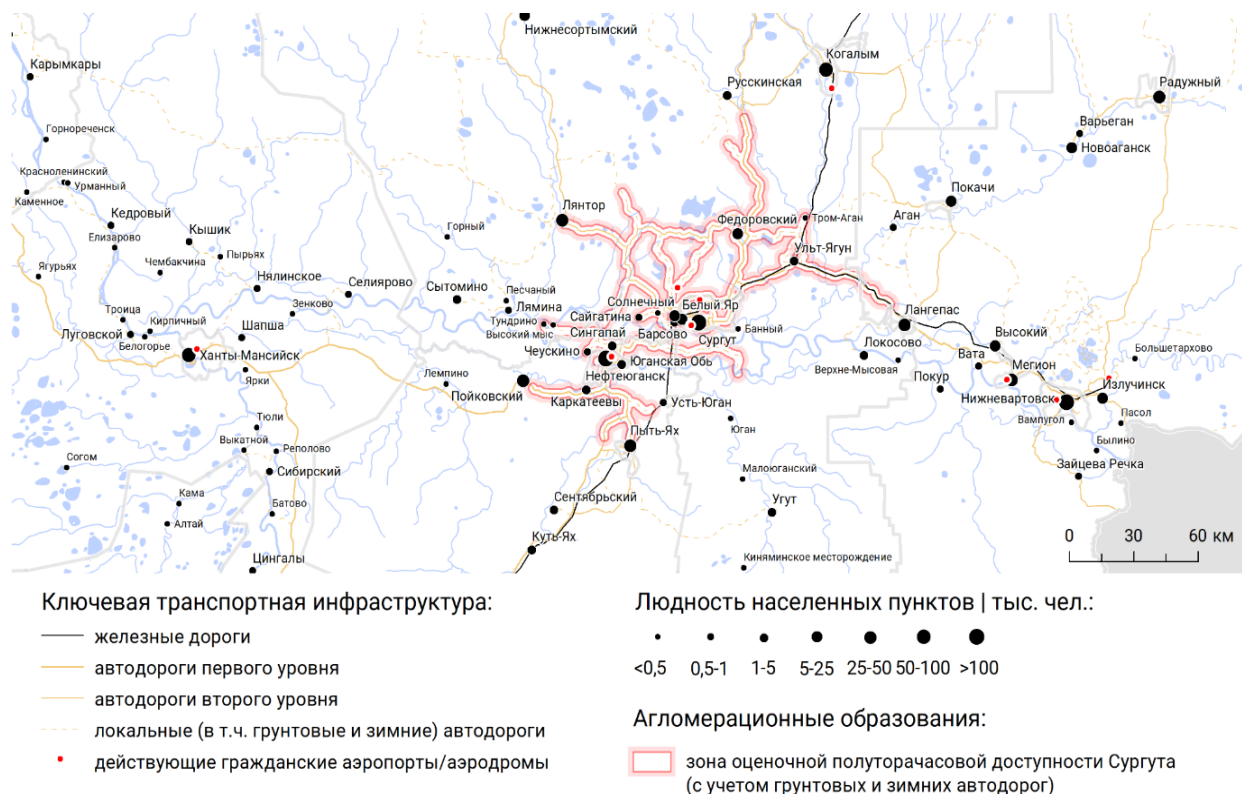 Нижнесортымский
Карымкары
Когалым
Русскинская
Радужный
Горнореченск
Варьеган
Новоаганск
Красноленинский
Урманный
Каменное
Покачи
Кедровый
Лянтор
Федоровский
Тром-Аган
Аган
Елизарово
Кышик
Горный
Ульт-Ягун
Ягурьях
Чембакчина
Пырьях
Нялинское
Селиярово
Сытомино
Песчаный
Лямина
Солнечный
Белый Яр
Троица
Кирпичный
Зенково
Сайгатина
Лангепас
Луговской
Белогорье
Шапша
Тундрино
Высокий мыс
Сингапай
Барсово
Сургут
Банный
Высокий
Ханты-Мансийск
Чеускино
Юганская Обь
Локосово
Верхне-Мысовая
Вата
Большетархово
Ярки
Лемпино
Нефтеюганск
Покур
Мегион
Излучинск
Пойковский
Каркатеевы
Усть-Юган
Нижневартовск
Тюли
Юган
Вампугол
Пасол
Выкатной
Реполово
Пыть-Ях
Былино
Согом
Сибирский
Малоюганский
Зайцева Речка
Кама
Батово
Сентябрьский
Угут
Алтай
Куть-Ях
0 30 60 км
Цингалы
Киняминское месторождение
Ключевая транспортная инфраструктура:
железные дороги
автодороги первого уровня
автодороги второго уровня
локальные (в т.ч. грунтовые и зимние) автодороги
действующие гражданские аэропорты/аэродромы
Людность населенных пунктов | тыс. чел.:
<0,5 0,5-1 1-5 5-25 25-50 50-100 >100
Агломерационные образования:
зона оценочной полуторачасовой доступности Сургута
(с учетом грунтовых и зимних автодорог)